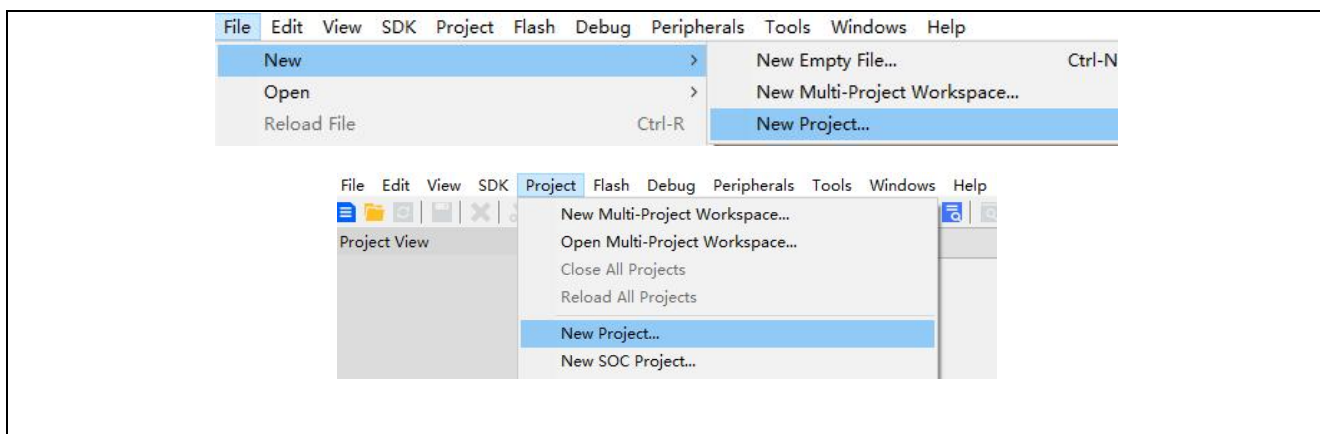 File Edit View SDK Project Flash Debug Peripherals Tools Windows Help
New > New Empty File... Ctrl-N
Open > New Multi-Project Workspace...
Reload File Ctrl-R New Project...
File Edit View SDK Project Flash Debug Peripherals Tools Windows Help
New Multi-Project Workspace...
Project View Open Multi-Project Workspace...
Close All Projects
Reload All Projects
New Project...
New SOC Project...